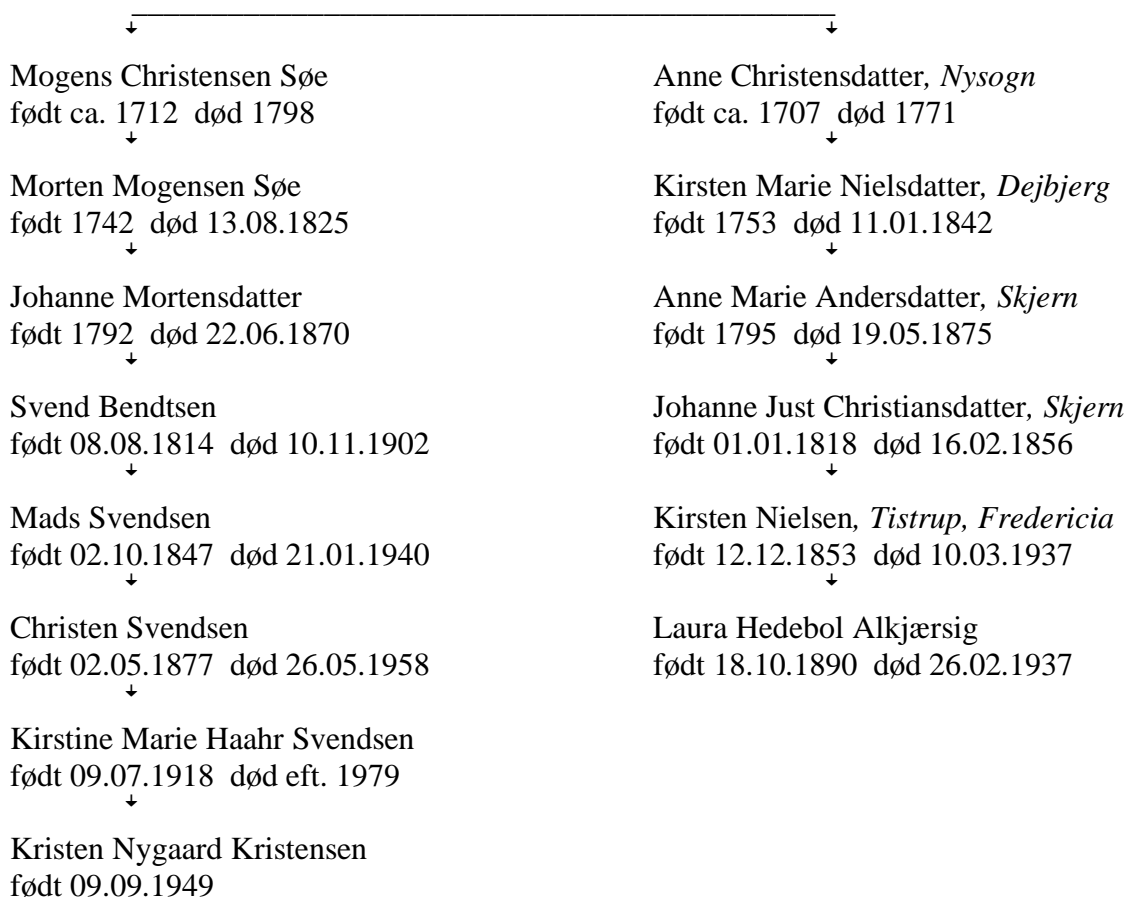 Mogens Christensen Søe
født ca. 1712 død 1798
Morten Mogensen Søe
født 1742 død 13.08.1825
Johanne Mortensdatter
født 1792 død 22.06.1870
Svend Bendtsen
født 08.08.1814 død 10.11.1902
Mads Svendsen
født 02.10.1847 død 21.01.1940
Christen Svendsen
født 02.05.1877 død 26.05.1958
Kirstine Marie Haahr Svendsen
født 09.07.1918 død eft. 1979
Kristen Nygaard Kristensen
født 09.09.1949
Anne Christensdatter, Nysogn
født ca. 1707 død 1771
Kirsten Marie Nielsdatter, Dejbjerg
født 1753 død 11.01.1842
Anne Marie Andersdatter, Skjern
født 1795 død 19.05.1875
Johanne Just Christiansdatter, Skjern
født 01.01.1818 død 16.02.1856
Kirsten Nielsen, Tistrup, Fredericia
født 12.12.1853 død 10.03.1937
Laura Hedebol Alkjærsig
født 18.10.1890 død 26.02.1937